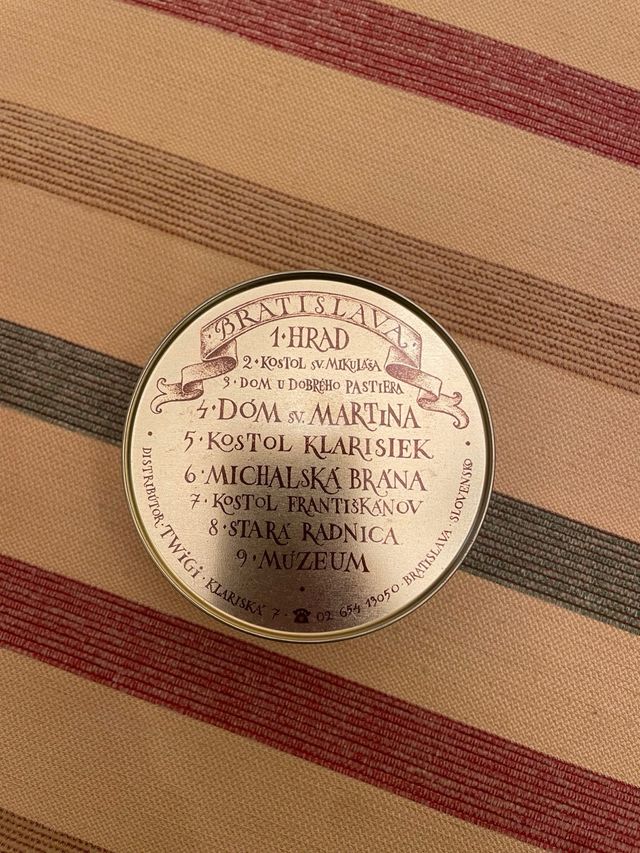 BRATISLAVA
1·HRAD
2·KOSTOL SV. MIKULÁŠA
3·DOM U DOBRÉHO PASTIERA
4·DÓM SV. MARTINA
5·KOSTOL KLARISIEK
6·MICHALSKÁ BRÁNA
7·KOSTOL FRANTIŠKÁNOV
8·STARÁ RADNICA
9·MÚZEUM
DISTRIBÚTOR·TWIGI·KLARISKÁ 7·☎ 02 654 13050·BRATISLAVA·SLOVENSKO